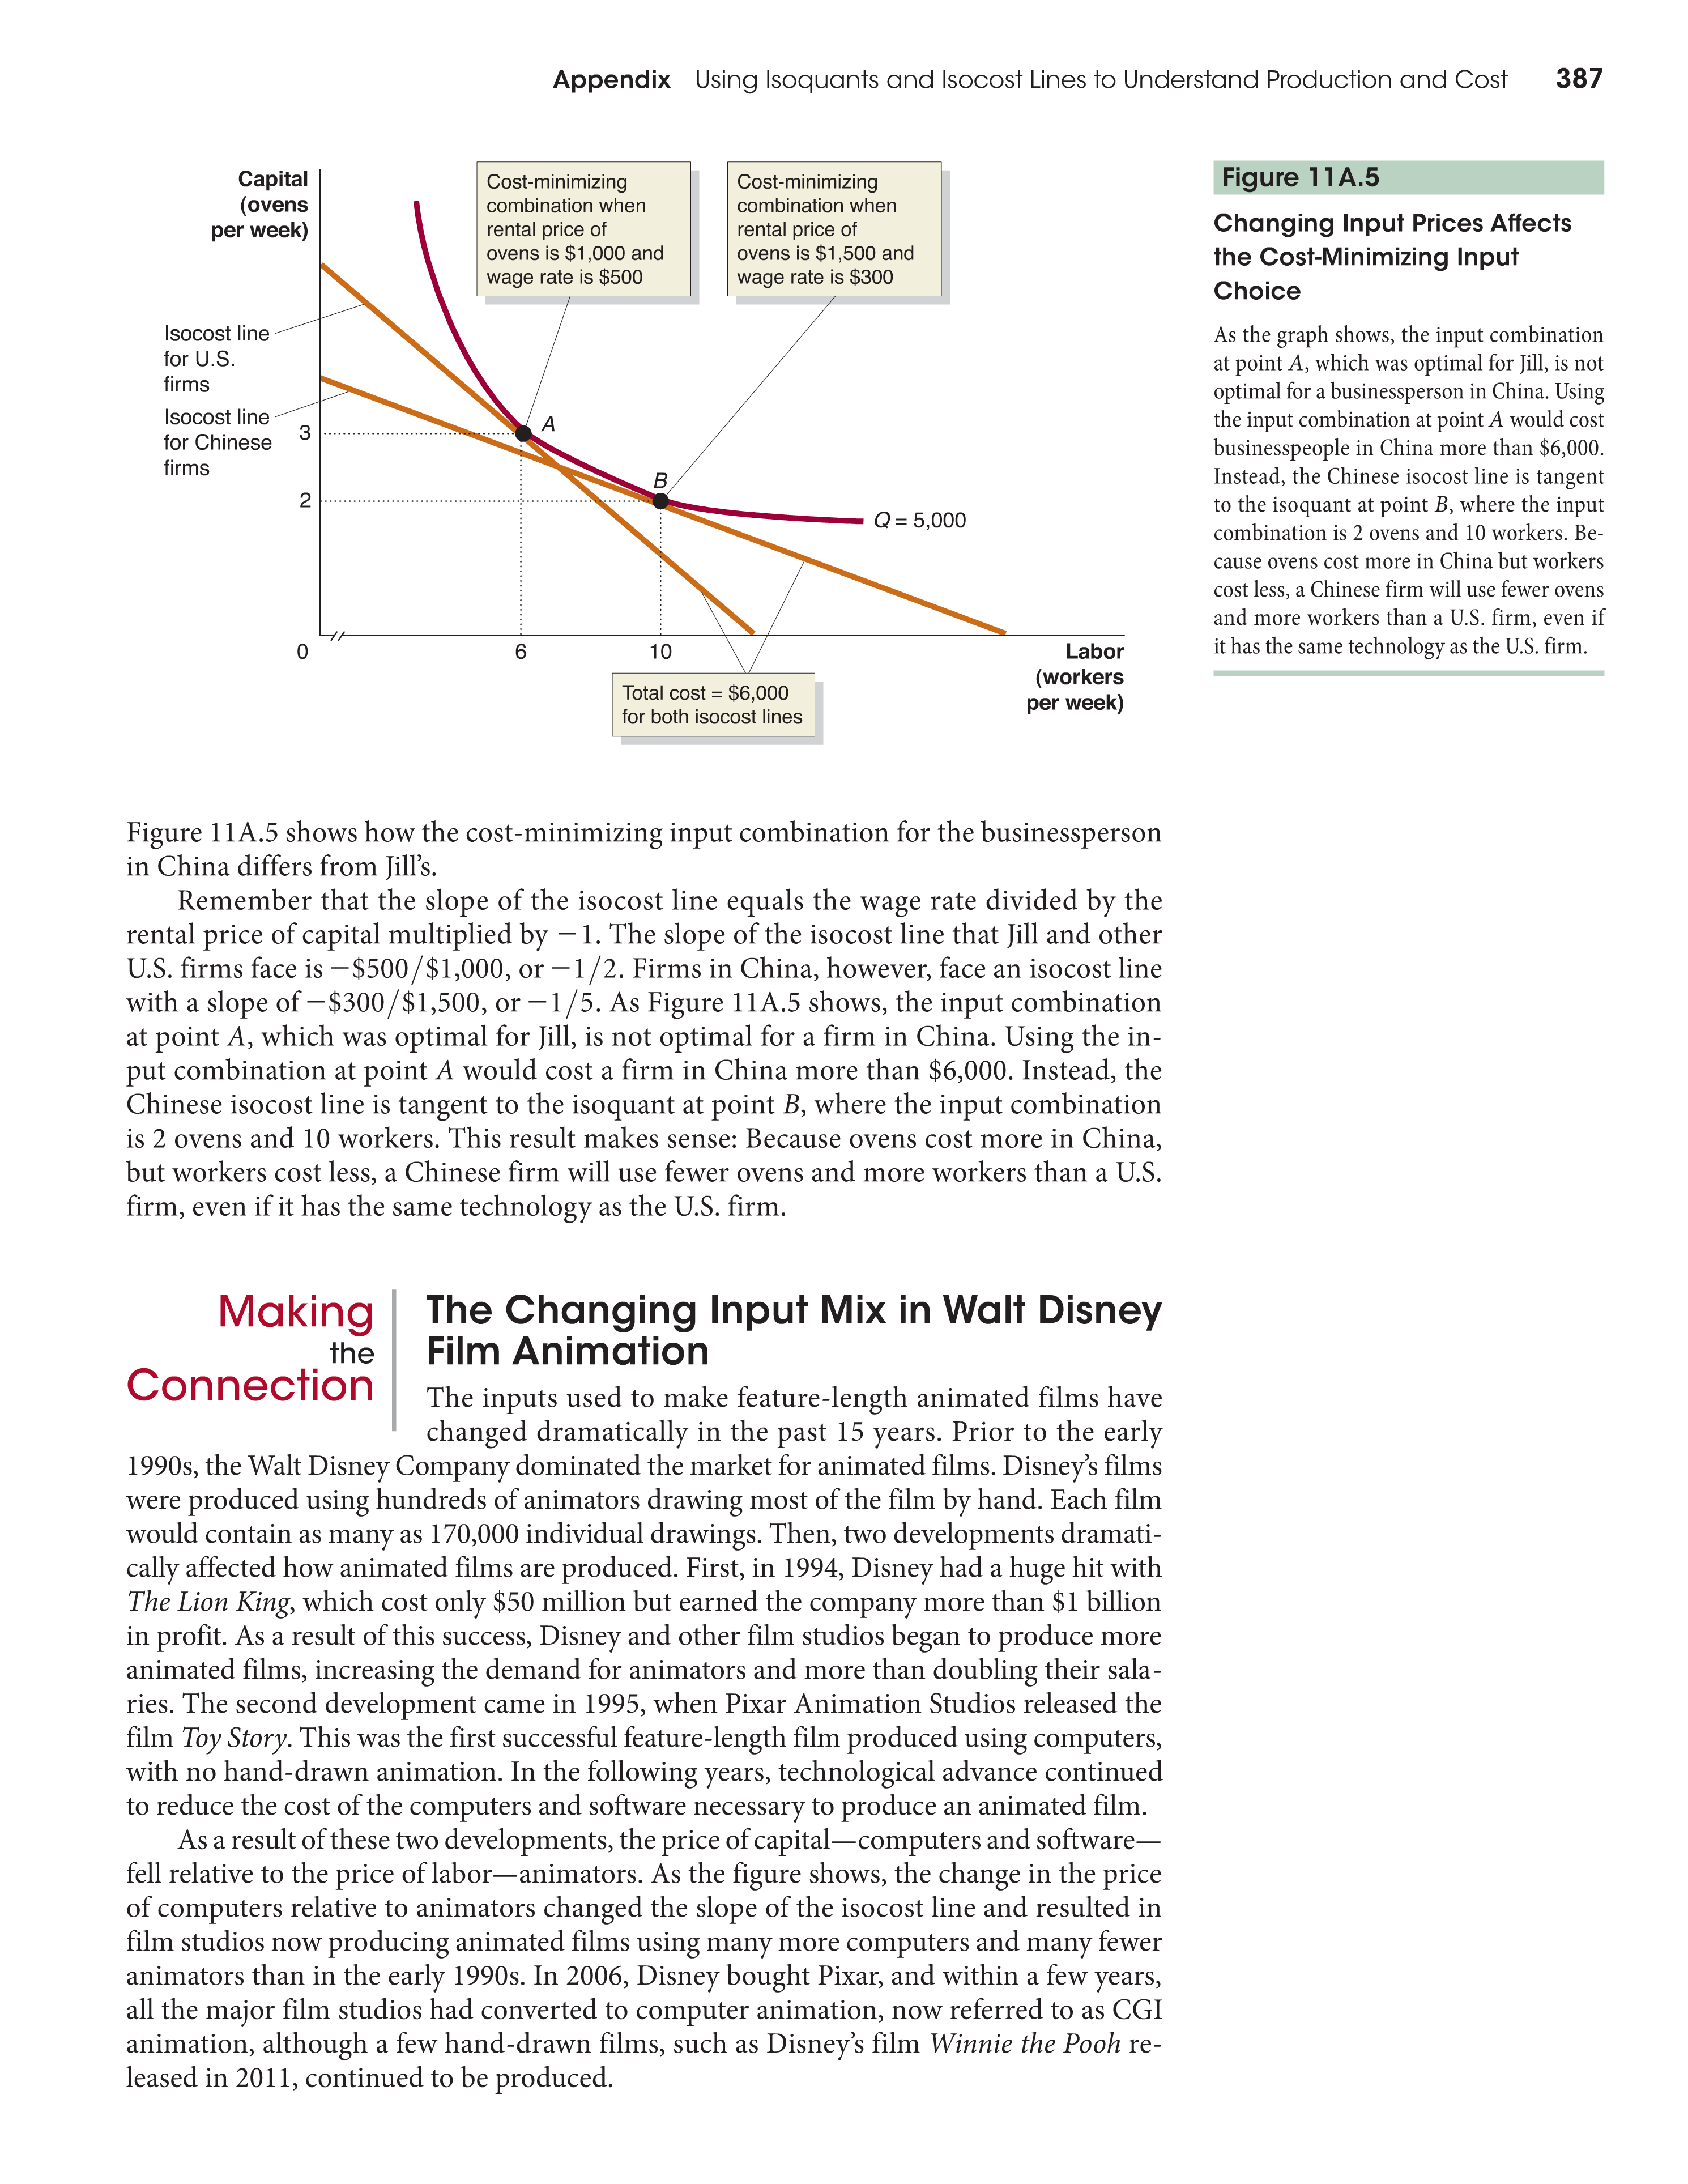 Appendix Using Isoquants and Isocost Lines to Understand Production and Cost 387
Capital
(ovens
per week)
Cost-minimizing
combination when
rental price of
ovens is $1,000 and
wage rate is $500
Cost-minimizing
combination when
rental price of
ovens is $1,500 and
wage rate is $300
Isocost line
for U.S.
firms
Isocost line
for Chinese
firms
3
A
2
B
Q = 5,000
0
6
10
Labor
(workers
per week)
Total cost = $6,000
for both isocost lines
Figure 11A.5
Changing Input Prices Affects
the Cost-Minimizing Input
Choice
As the graph shows, the input combination
at point A, which was optimal for Jill, is not
optimal for a businessperson in China. Using
the input combination at point A would cost
businesspeople in China more than $6,000.
Instead, the Chinese isocost line is tangent
to the isoquant at point B, where the input
combination is 2 ovens and 10 workers. Be-
cause ovens cost more in China but workers
cost less, a Chinese firm will use fewer ovens
and more workers than a U.S. firm, even if
it has the same technology as the U.S. firm.
Figure 11A.5 shows how the cost-minimizing input combination for the businessperson
in China differs from Jill’s.
Remember that the slope of the isocost line equals the wage rate divided by the
rental price of capital multiplied by −1. The slope of the isocost line that Jill and other
U.S. firms face is −$500/$1,000, or −1/2. Firms in China, however, face an isocost line
with a slope of −$300/$1,500, or −1/5. As Figure 11A.5 shows, the input combination
at point A, which was optimal for Jill, is not optimal for a firm in China. Using the in-
put combination at point A would cost a firm in China more than $6,000. Instead, the
Chinese isocost line is tangent to the isoquant at point B, where the input combination
is 2 ovens and 10 workers. This result makes sense: Because ovens cost more in China,
but workers cost less, a Chinese firm will use fewer ovens and more workers than a U.S.
firm, even if it has the same technology as the U.S. firm.
Making
the
Connection
The Changing Input Mix in Walt Disney
Film Animation
The inputs used to make feature-length animated films have
changed dramatically in the past 15 years. Prior to the early
1990s, the Walt Disney Company dominated the market for animated films. Disney’s films
were produced using hundreds of animators drawing most of the film by hand. Each film
would contain as many as 170,000 individual drawings. Then, two developments dramati-
cally affected how animated films are produced. First, in 1994, Disney had a huge hit with
The Lion King, which cost only $50 million but earned the company more than $1 billion
in profit. As a result of this success, Disney and other film studios began to produce more
animated films, increasing the demand for animators and more than doubling their sala-
ries. The second development came in 1995, when Pixar Animation Studios released the
film Toy Story. This was the first successful feature-length film produced using computers,
with no hand-drawn animation. In the following years, technological advance continued
to reduce the cost of the computers and software necessary to produce an animated film.
As a result of these two developments, the price of capital—computers and software—
fell relative to the price of labor—animators. As the figure shows, the change in the price
of computers relative to animators changed the slope of the isocost line and resulted in
film studios now producing animated films using many more computers and many fewer
animators than in the early 1990s. In 2006, Disney bought Pixar, and within a few years,
all the major film studios had converted to computer animation, now referred to as CGI
animation, although a few hand-drawn films, such as Disney’s film Winnie the Pooh re-
leased in 2011, continued to be produced.